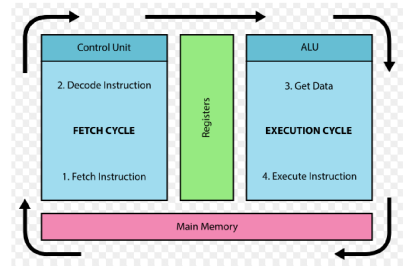 Control Unit
2. Decode Instruction
FETCH CYCLE
1. Fetch Instruction
Registers
ALU
3. Get Data
EXECUTION CYCLE
4. Execute Instruction
Main Memory